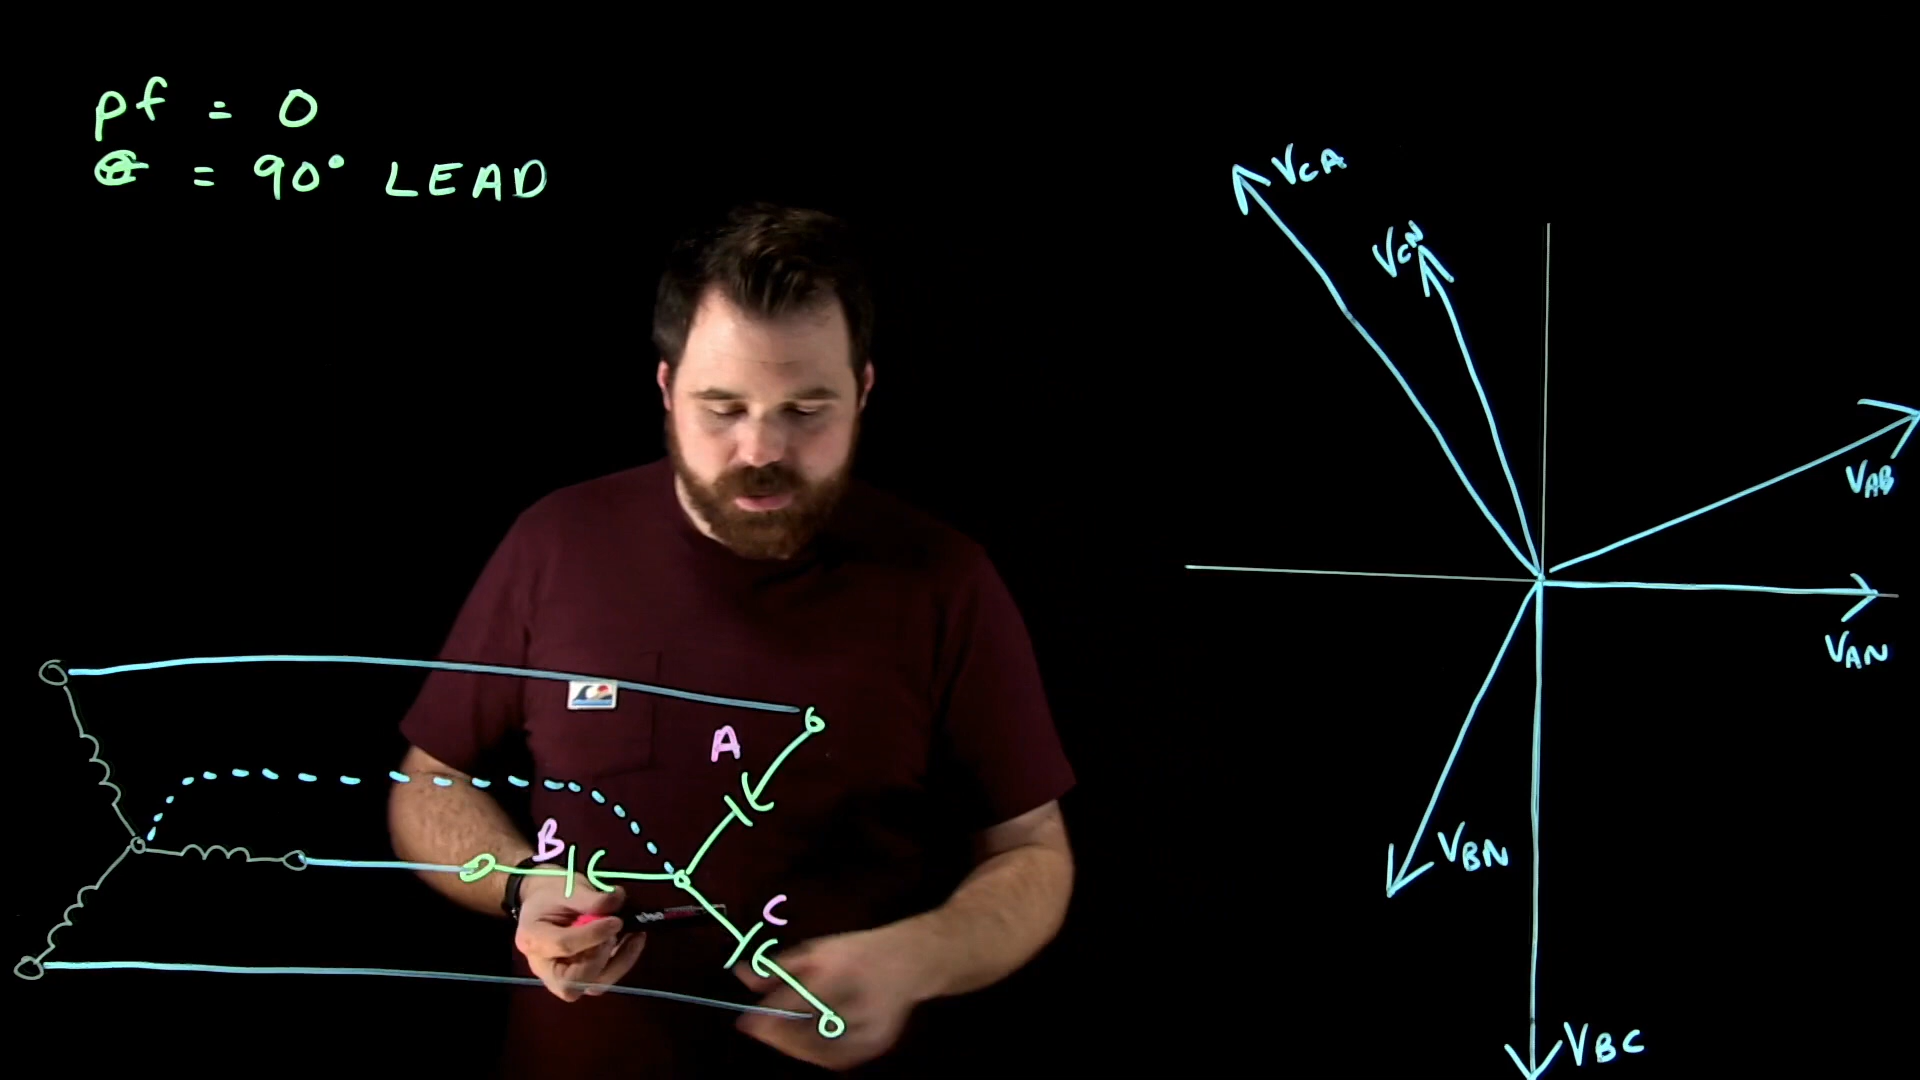 pf = 0
θ = 90° LEAD
VCA
VCN
VAB
VAN
A
B
VBN
C
VBC